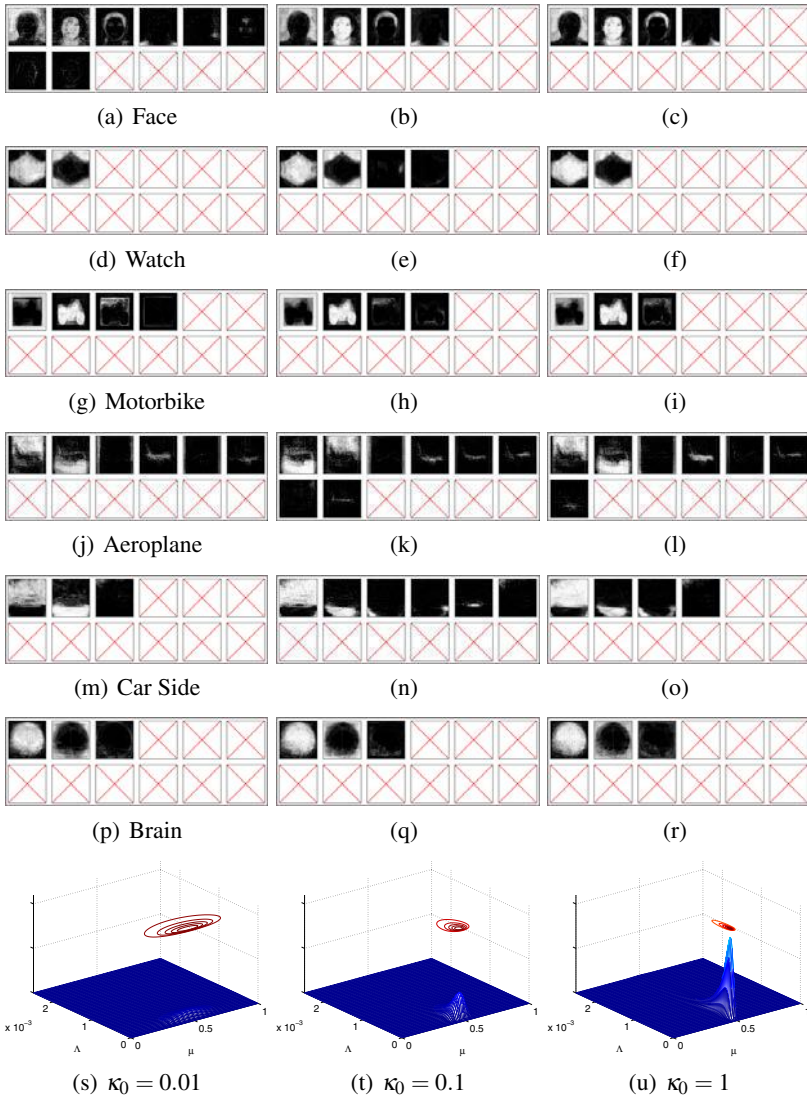 (a) Face (b) (c)
(d) Watch (e) (f)
(g) Motorbike (h) (i)
(j) Aeroplane (k) (l)
(m) Car Side (n) (o)
(p) Brain (q) (r)
2 1 0 x 10⁻³ Λ 0 0.5 1 μ
2 1 0 x 10⁻³ Λ 0 0.5 1 μ
2 1 0 x 10⁻³ Λ 0 0.5 1 μ
(s) κ₀ = 0.01 (t) κ₀ = 0.1 (u) κ₀ = 1